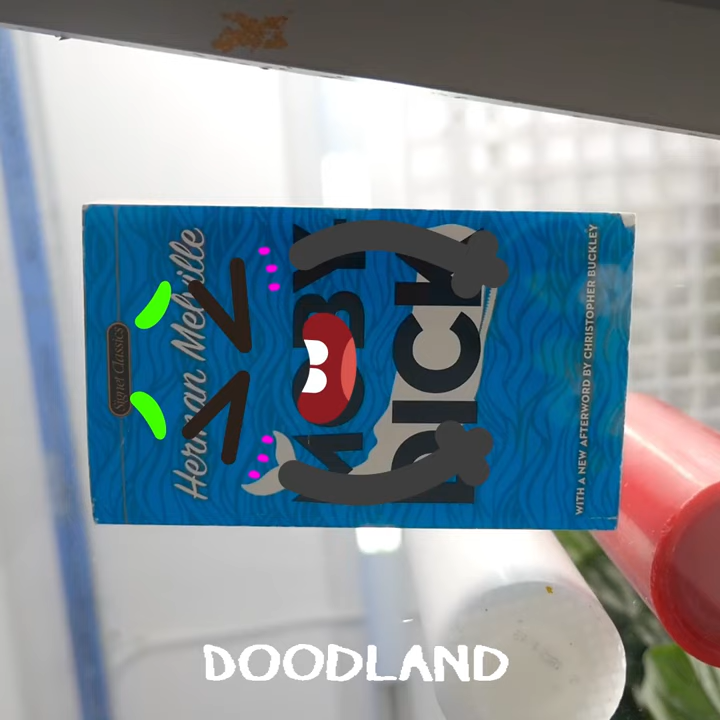 Signet Classics
Herman Melville
MOBY
DICK
WITH A NEW AFTERWORD BY CHRISTOPHER BUCKLEY
DOODLAND